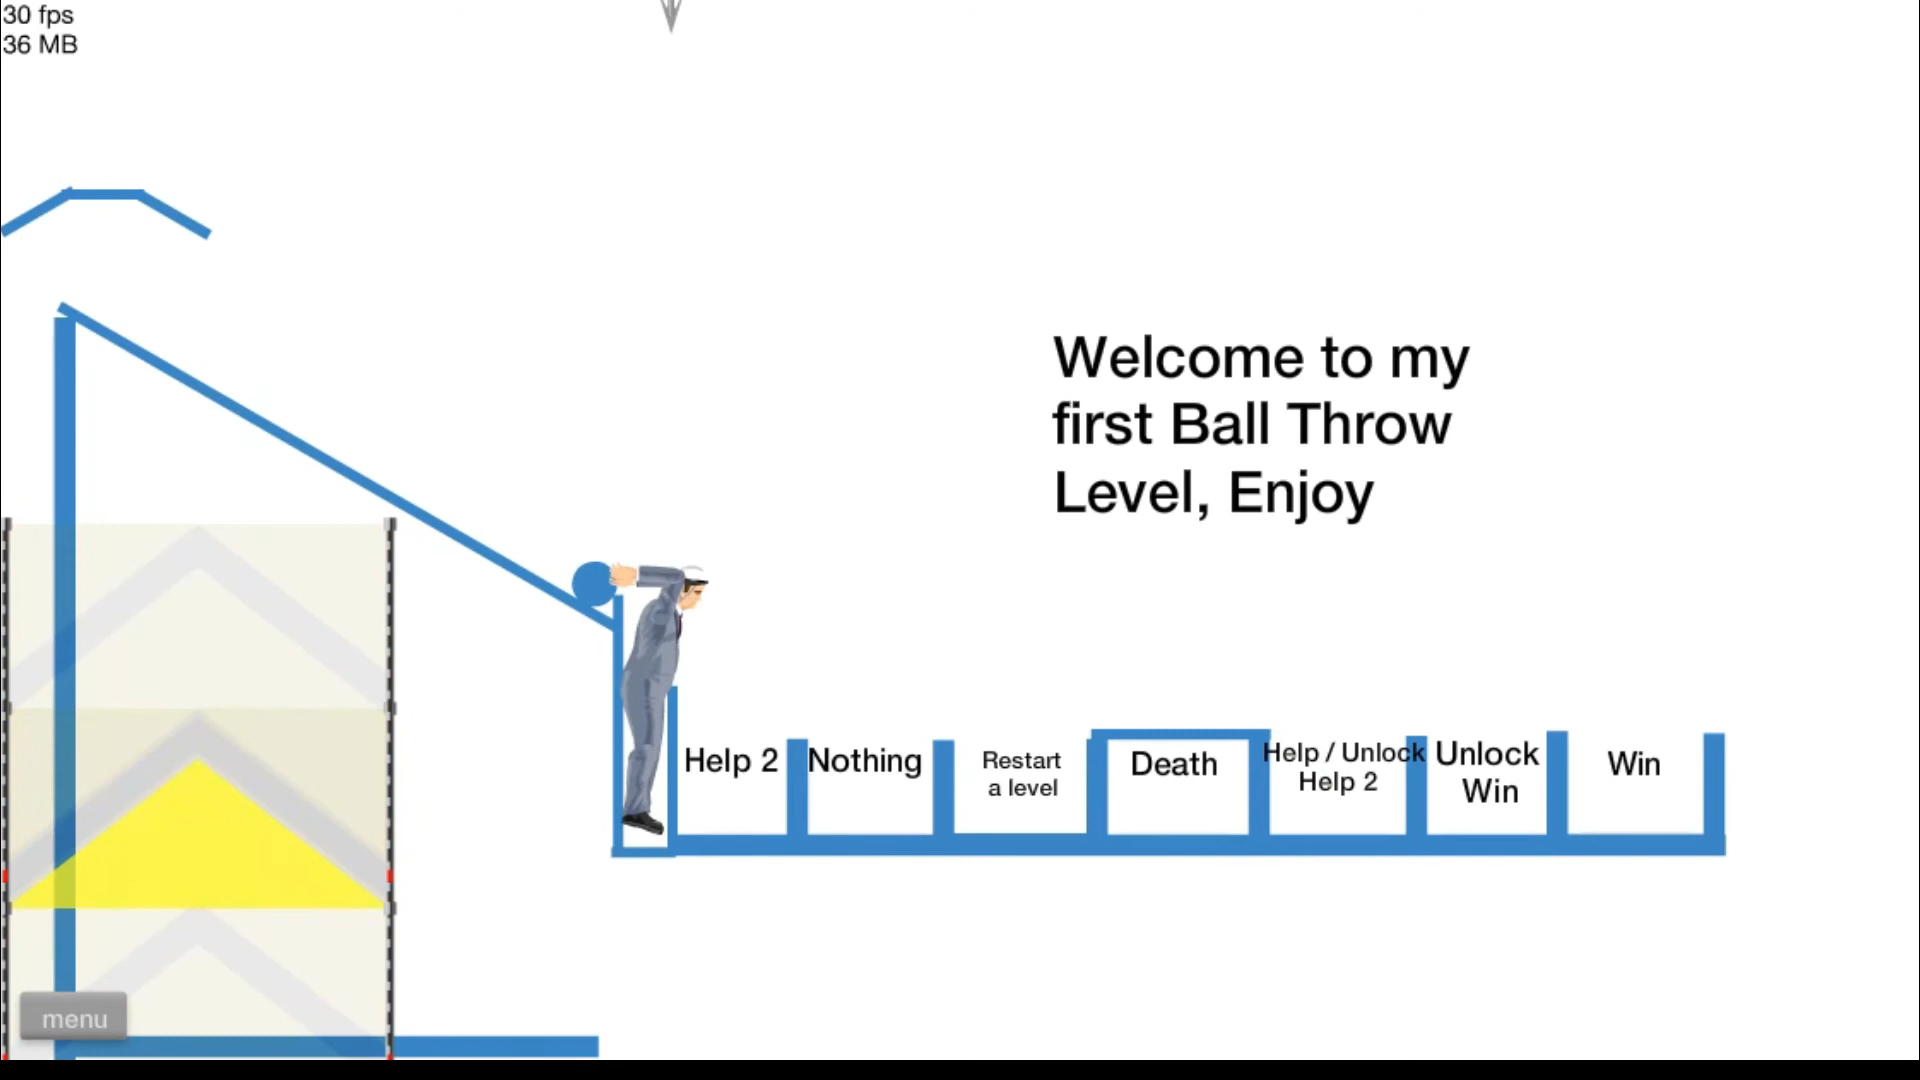 30 fps
36 MB
Welcome to my
first Ball Throw
Level, Enjoy
Help 2
Nothing
Restart
a level
Death
Help / Unlock
Help 2
Unlock
Win
Win
menu